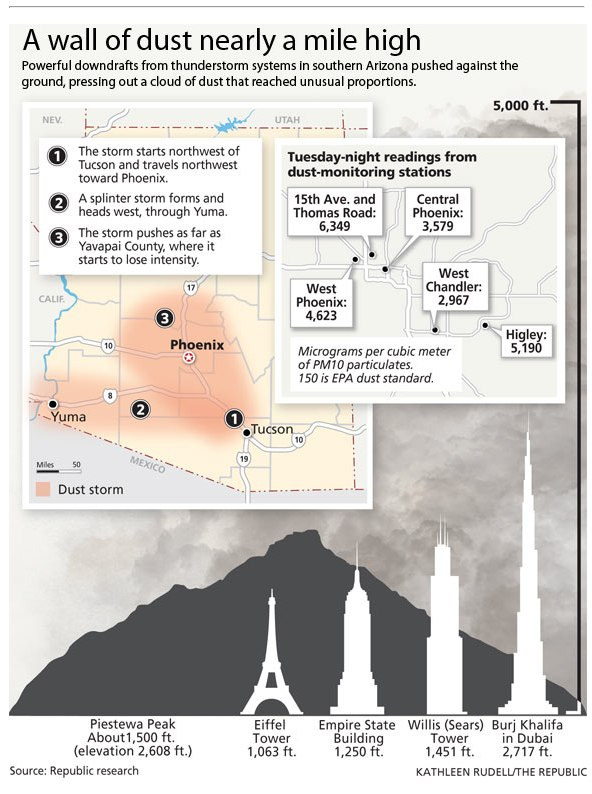 A wall of dust nearly a mile high
Powerful downdrafts from thunderstorm systems in southern Arizona pushed against the
ground, pressing out a cloud of dust that reached unusual proportions.
5,000 ft.
NEV.
UTAH
1
The storm starts northwest of
Tucson and travels northwest
toward Phoenix.
2
A splinter storm forms and
heads west, through Yuma.
3
The storm pushes as far as
Yavapai County, where it
starts to lose intensity.
CALIF.
17
3
Phoenix
10
8
Yuma
2
1
Tucson
10
19
MEXICO
Miles 50
Dust storm
Tuesday-night readings from
dust-monitoring stations
15th Ave. and
Thomas Road:
6,349
Central
Phoenix:
3,579
West
Phoenix:
4,623
West
Chandler:
2,967
Higley:
5,190
Micrograms per cubic meter
of PM10 particulates.
150 is EPA dust standard.
Piestewa Peak
About1,500 ft.
(elevation 2,608 ft.)
Eiffel
Tower
1,063 ft.
Empire State
Building
1,250 ft.
Willis (Sears)
Tower
1,451 ft.
Burj Khalifa
in Dubai
2,717 ft.
Source: Republic research
KATHLEEN RUDELL/THE REPUBLIC